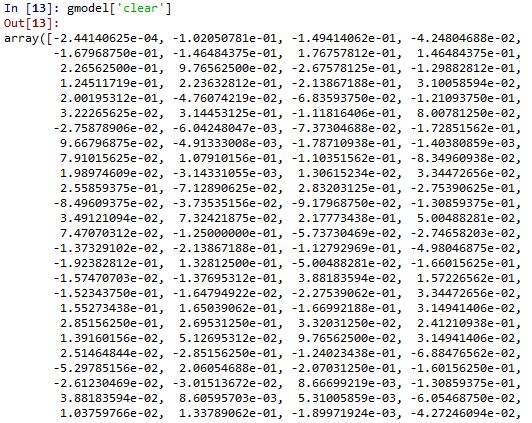 In [13]: gmodel['clear']
Out[13]:
array([-2.44140625e-04, -1.02050781e-01, -1.49414062e-01, -4.24804688e-02,
-1.67968750e-01, -1.46484375e-01, 1.76757812e-01, 1.46484375e-01,
2.26562500e-01, 9.76562500e-02, -2.67578125e-01, -1.29882812e-01,
1.24511719e-01, 2.23632812e-01, -2.13867188e-01, 3.10058594e-02,
2.00195312e-01, -4.76074219e-02, -6.83593750e-02, -1.21093750e-01,
3.22265625e-02, 3.14453125e-01, -1.11816406e-01, 8.00781250e-02,
-2.75878906e-02, -6.04248047e-03, -7.37304688e-02, -1.72851562e-01,
9.66796875e-02, -4.91333008e-03, -1.78710938e-01, -1.40380859e-03,
7.91015625e-02, 1.07910156e-01, -1.10351562e-01, -8.34960938e-02,
1.98974609e-02, -3.14331055e-03, 1.30615234e-02, 3.34472656e-02,
2.55859375e-01, -7.12890625e-02, 2.83203125e-01, -2.75390625e-01,
-8.49609375e-02, -3.73535156e-02, -9.17968750e-02, -1.30859375e-01,
3.49121094e-02, 7.32421875e-02, 2.17773438e-01, 5.00488281e-02,
7.47070312e-02, -1.25000000e-01, -5.73730469e-02, -2.74658203e-02,
-1.37329102e-02, -2.13867188e-01, -1.12792969e-01, -4.98046875e-02,
-1.92382812e-01, 1.32812500e-01, -5.00488281e-02, -1.66015625e-01,
-1.57470703e-02, -1.37695312e-01, 3.88183594e-02, 1.57226562e-01,
-1.52343750e-01, -1.64794922e-02, -2.27539062e-01, 3.34472656e-02,
1.55273438e-01, 1.65039062e-01, -1.66992188e-01, 3.14941406e-02,
2.85156250e-01, 2.69531250e-01, 3.32031250e-02, 2.41210938e-01,
1.39160156e-02, 5.12695312e-02, 9.76562500e-02, 3.14941406e-02,
2.51464844e-02, -2.85156250e-01, -1.24023438e-01, -6.88476562e-02,
-5.29785156e-02, 2.06054688e-01, -2.07031250e-01, -1.60156250e-01,
-2.61230469e-02, -3.01513672e-02, 8.66699219e-03, -1.30859375e-01,
3.88183594e-02, 8.60595703e-03, 5.31005859e-03, -6.05468750e-02,
1.03759766e-02, 1.33789062e-01, -1.89971924e-03, -4.27246094e-02,